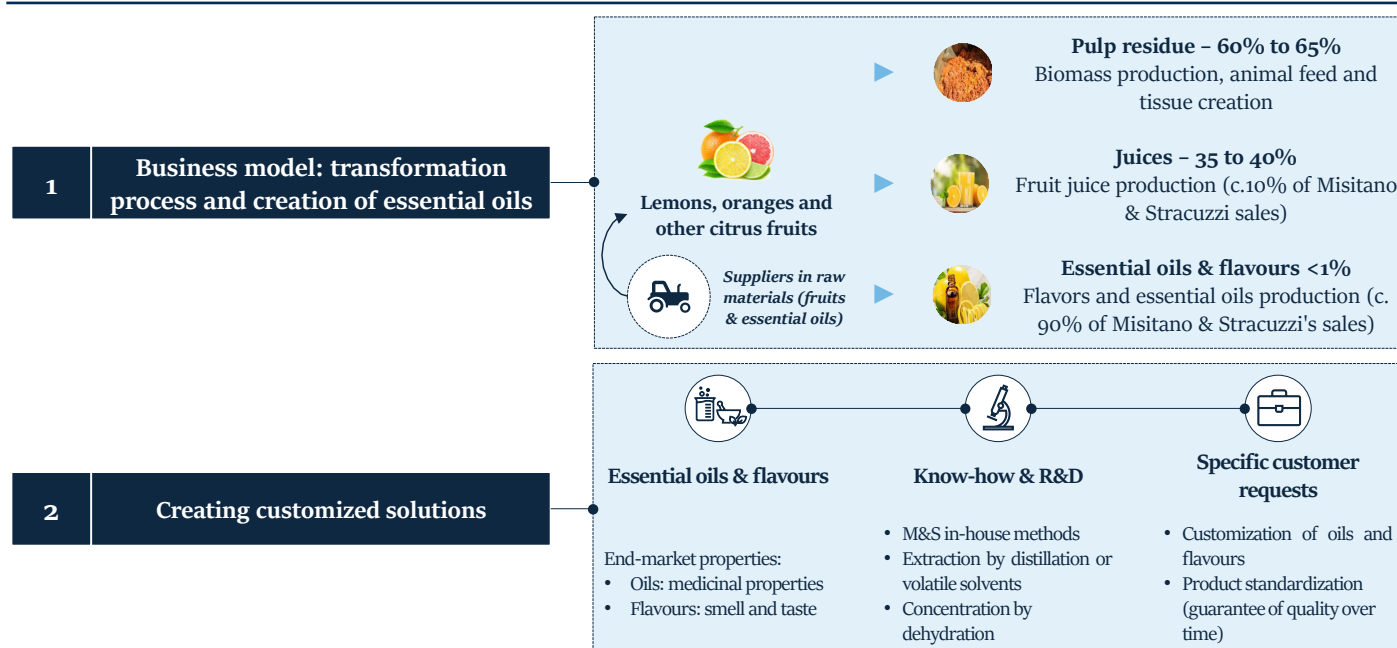 1
Business model: transformation
process and creation of essential oils
Lemons, oranges and
other citrus fruits
Suppliers in raw
materials (fruits
& essential oils)
Pulp residue – 60% to 65%
Biomass production, animal feed and
tissue creation
Juices – 35 to 40%
Fruit juice production (c.10% of Misitano
& Stracuzzi sales)
Essential oils & flavours <1%
Flavors and essential oils production (c.
90% of Misitano & Stracuzzi's sales)
2
Creating customized solutions
Essential oils & flavours
End-market properties:
• Oils: medicinal properties
• Flavours: smell and taste
Know-how & R&D
• M&S in-house methods
• Extraction by distillation or
volatile solvents
• Concentration by
dehydration
Specific customer
requests
• Customization of oils and
flavours
• Product standardization
(guarantee of quality over
time)